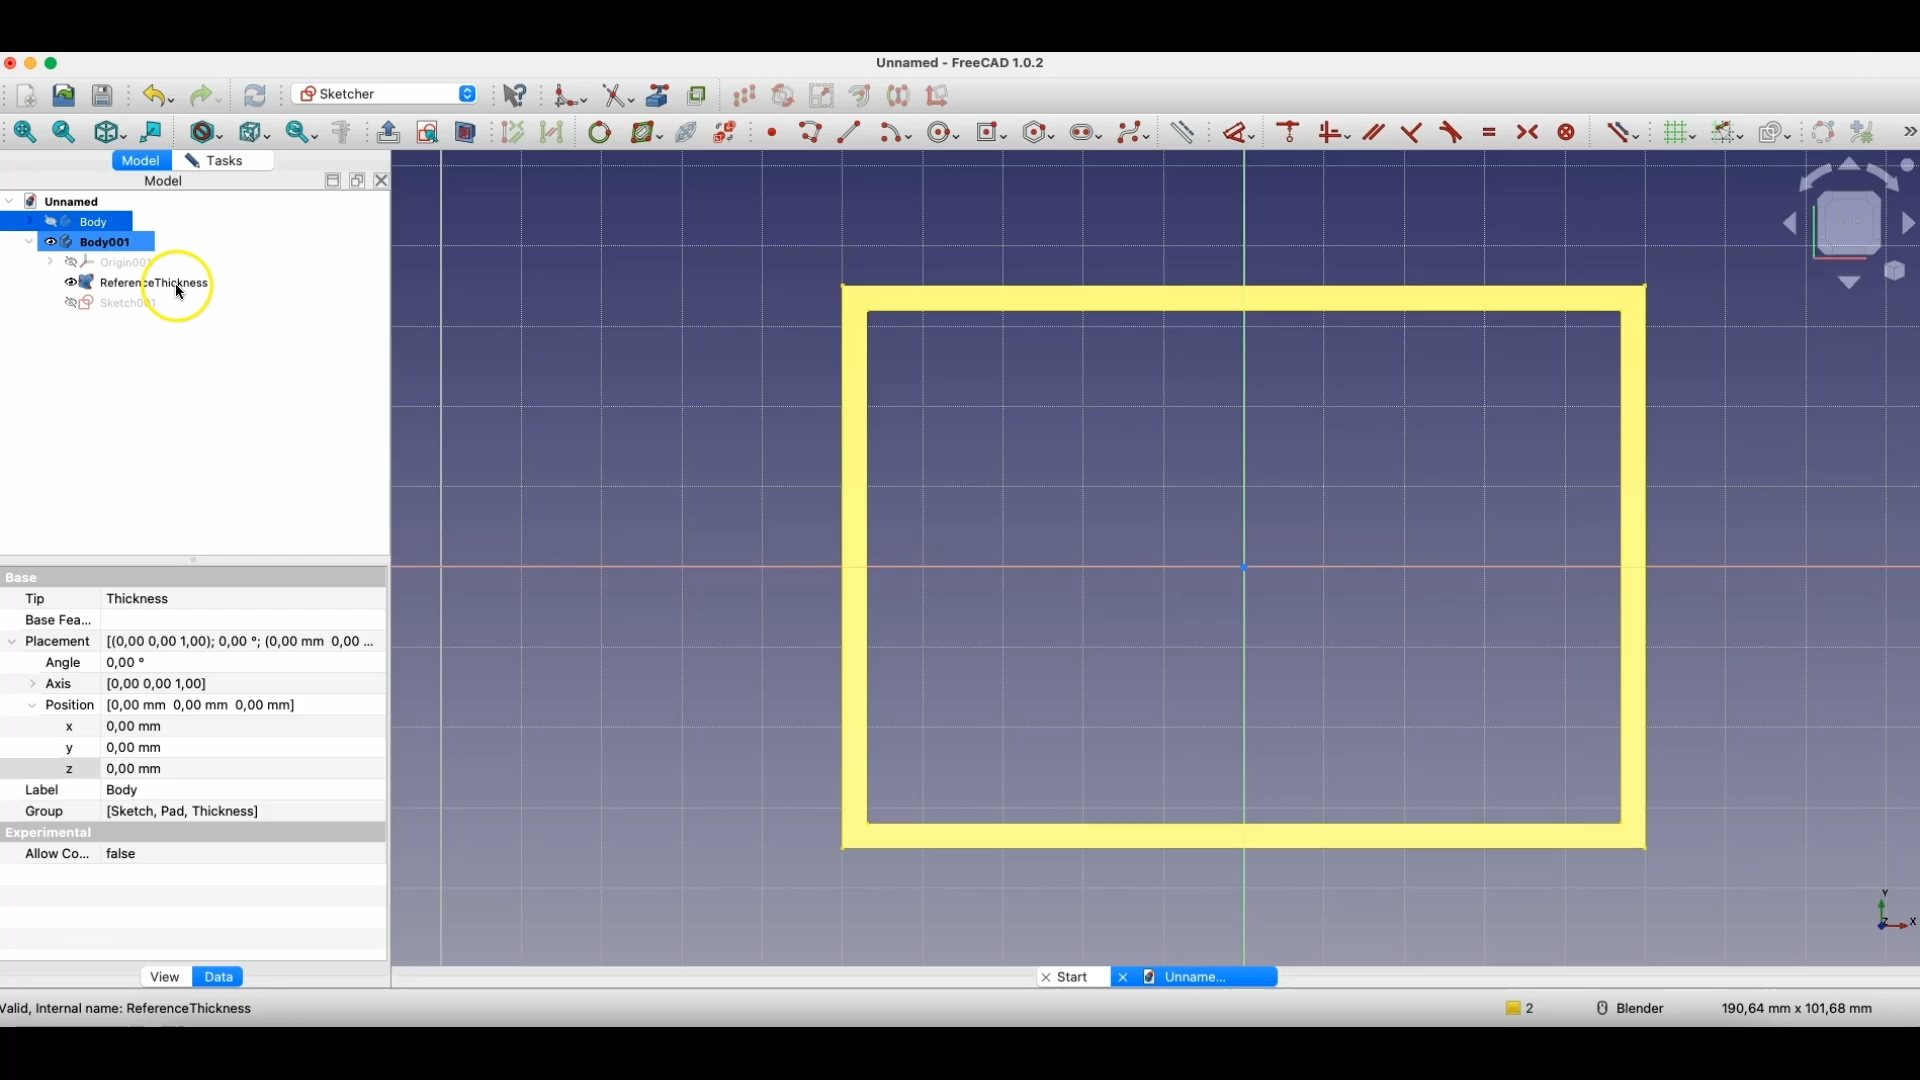 Unnamed - FreeCAD 1.0.2
Sketcher
Model
Tasks
Model
Unnamed
Body
Body001
Origin001
ReferenceThickness
Sketch001
Base
Tip Thickness
Base Fea...
Placement [(0,00 0,00 1,00); 0,00 °; (0,00 mm 0,00 ...
Angle 0,00 °
Axis [0,00 0,00 1,00]
Position [0,00 mm 0,00 mm 0,00 mm]
x 0,00 mm
y 0,00 mm
z 0,00 mm
Label Body
Group [Sketch, Pad, Thickness]
Experimental
Allow Co... false
View
Data
TOP
Y
Z
X
Start
Unname...
Valid, Internal name: ReferenceThickness
2
Blender
190,64 mm x 101,68 mm